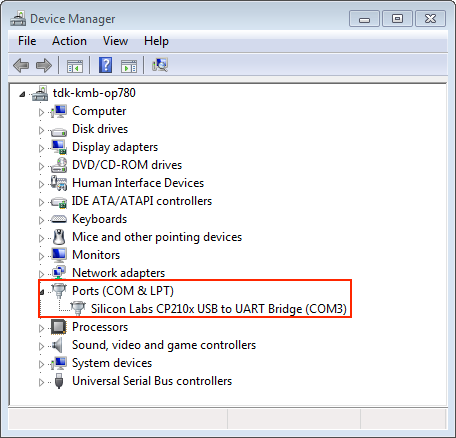 Device Manager
File Action View Help
tdk-kmb-op780
Computer
Disk drives
Display adapters
DVD/CD-ROM drives
Human Interface Devices
IDE ATA/ATAPI controllers
Keyboards
Mice and other pointing devices
Monitors
Network adapters
Ports (COM & LPT)
Silicon Labs CP210x USB to UART Bridge (COM3)
Processors
Sound, video and game controllers
System devices
Universal Serial Bus controllers